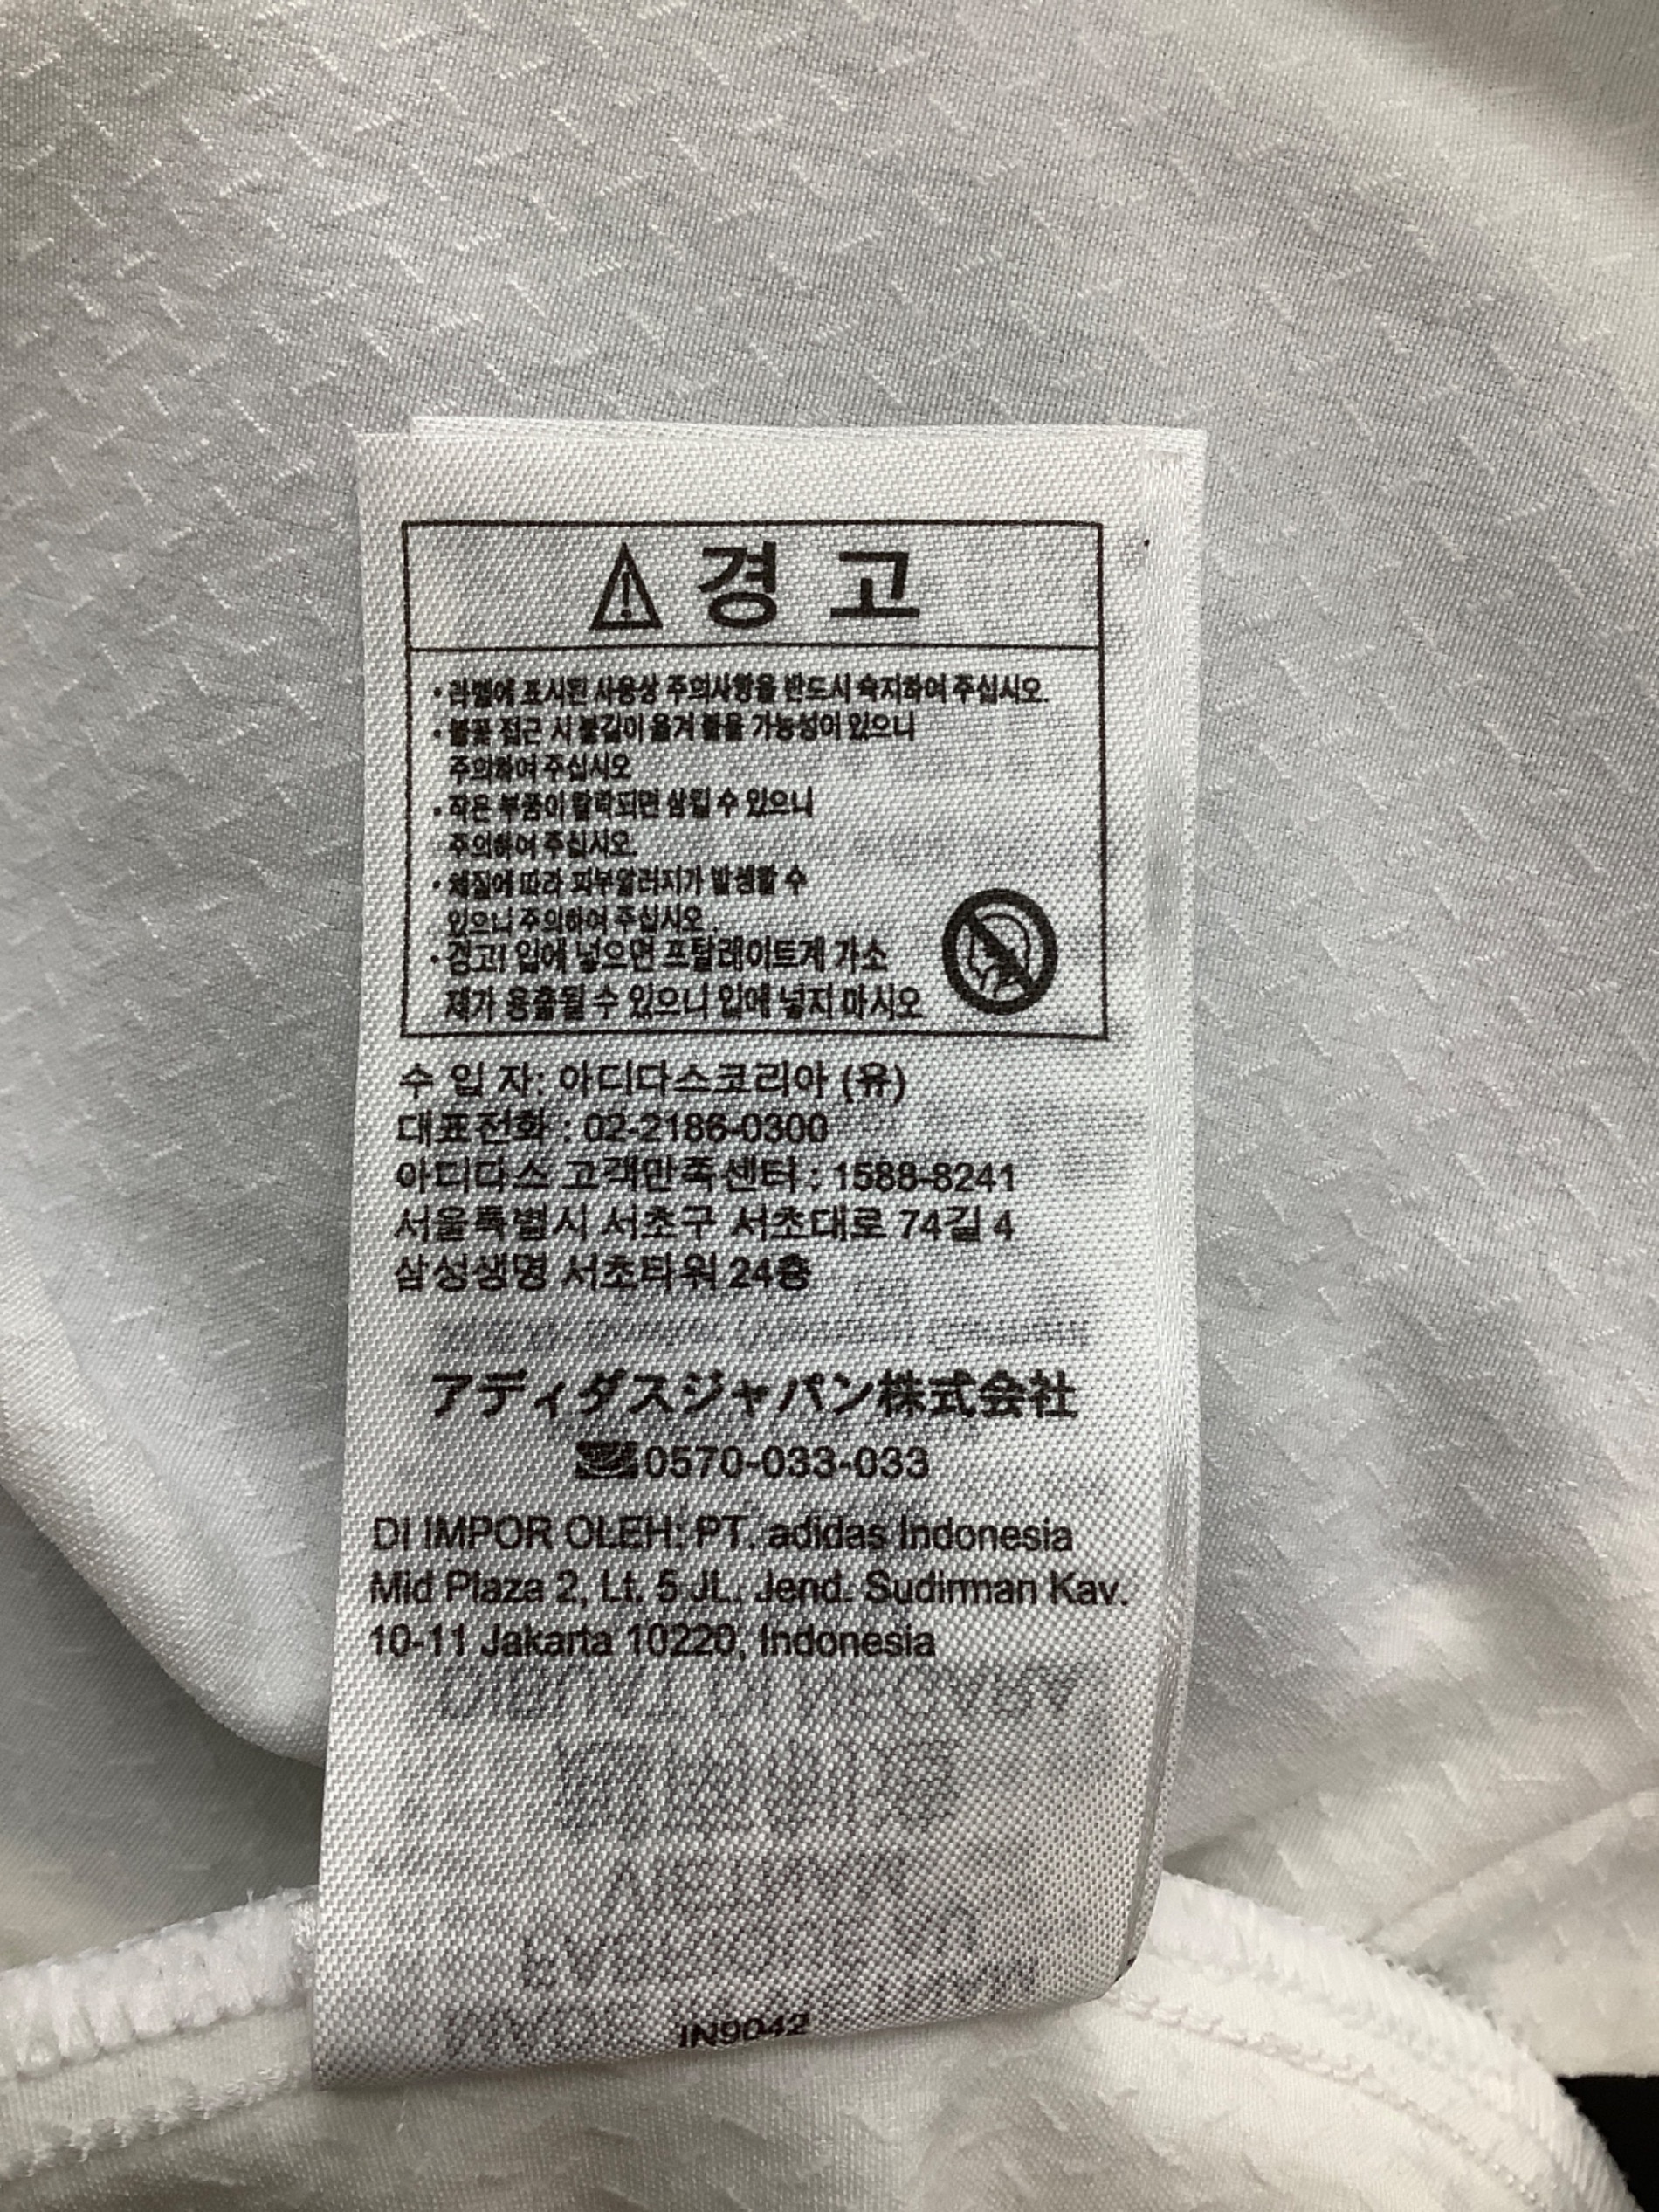 ⚠ 경 고
• 라벨에 표시된 사용상 주의사항을 반드시 숙지하여 주십시오.
• 불꽃 접근 시 불길이 옮겨 붙을 가능성이 있으니
주의하여 주십시오
• 작은 부품이 탈락되면 삼킬 수 있으니
주의하여 주십시오.
• 체질에 따라 피부알러지가 발생할 수
있으니 주의하여 주십시오.
• 경고! 입에 넣으면 프탈레이트계 가소
제가 용출될 수 있으니 입에 넣지 마시오
수 입 자: 아디다스코리아 (유)
대표전화 : 02-2186-0300
아디다스 고객만족센터 : 1588-8241
서울특별시 서초구 서초대로 74길 4
삼성생명 서초타워 24층
アディダスジャパン株式会社
☎0570-033-033
DI IMPOR OLEH: PT. adidas Indonesia
Mid Plaza 2, Lt. 5 JL. Jend. Sudirman Kav.
10-11 Jakarta 10220, Indonesia
IN9042